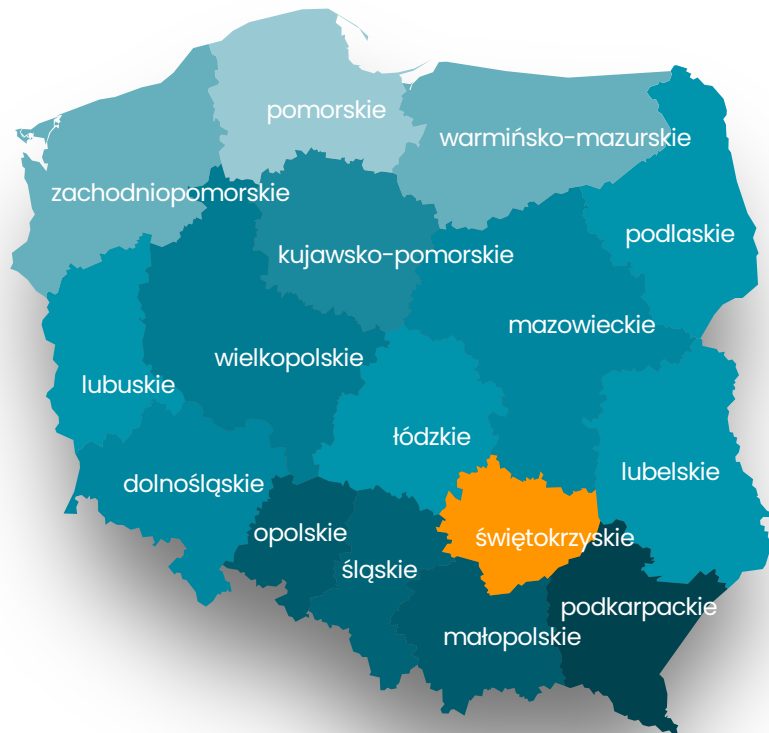 pomorskie
warmińsko-mazurskie
zachodniopomorskie
podlaskie
kujawsko-pomorskie
mazowieckie
wielkopolskie
lubuskie
łódzkie
lubelskie
dolnośląskie
opolskie
świętokrzyskie
śląskie
podkarpackie
małopolskie